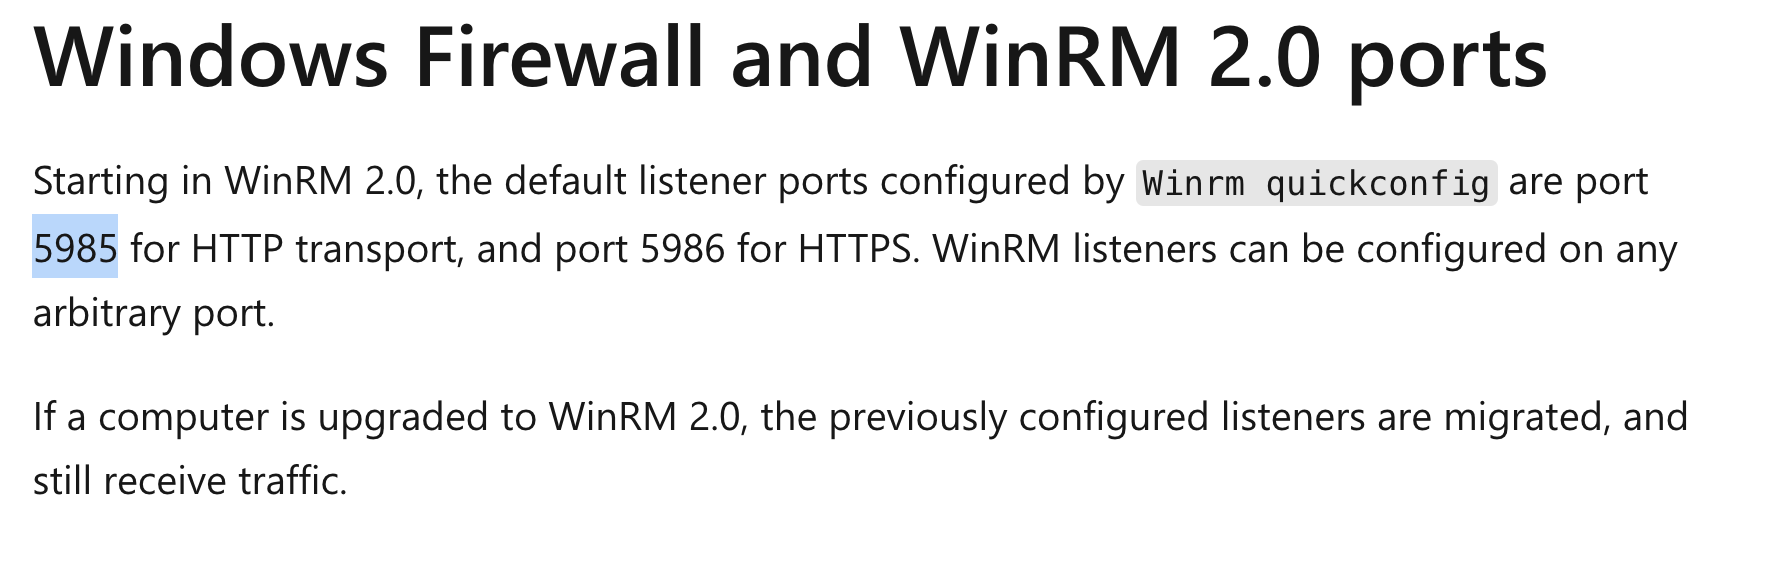 Windows Firewall and WinRM 2.0 ports
Starting in WinRM 2.0, the default listener ports configured by Winrm quickconfig are port
5985 for HTTP transport, and port 5986 for HTTPS. WinRM listeners can be configured on any
arbitrary port.
If a computer is upgraded to WinRM 2.0, the previously configured listeners are migrated, and
still receive traffic.